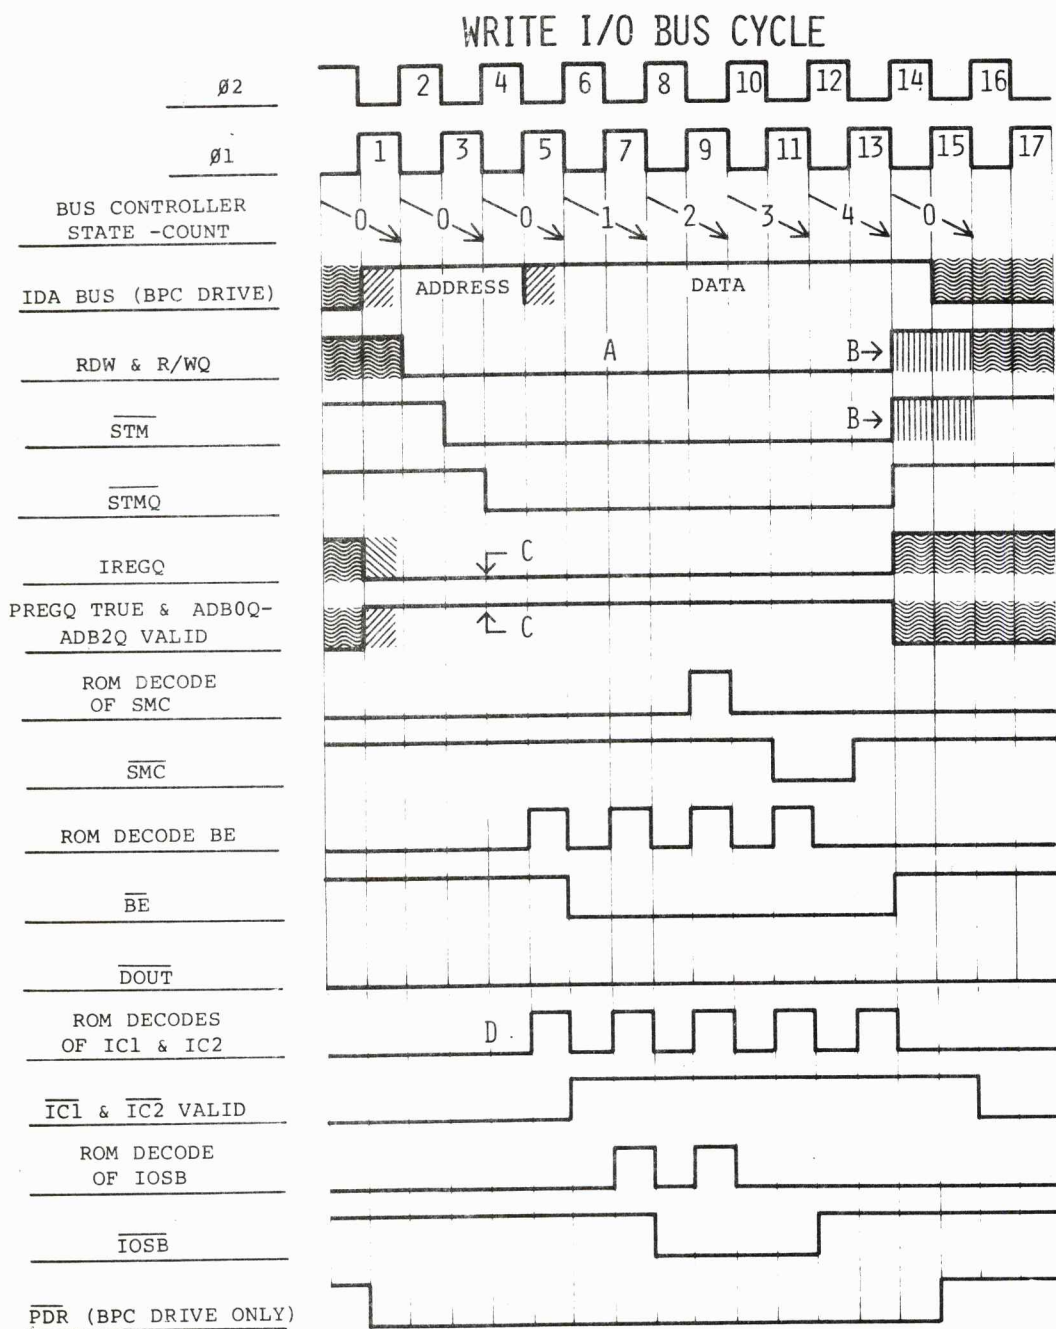 WRITE I/O BUS CYCLE
ø2
2 4 6 8 10 12 14 16
ø1
1 3 5 7 9 11 13 15 17
BUS CONTROLLER
STATE -COUNT
0 0 0 1 2 3 4 0
IDA BUS (BPC DRIVE)
ADDRESS DATA
RDW & R/WQ
A B→
STM
B→
STMQ
IREGQ
C
PREGQ TRUE & ADB0Q-
ADB2Q VALID
C
ROM DECODE
OF SMC
SMC
ROM DECODE BE
BE
DOUT
ROM DECODES
OF IC1 & IC2
D
IC1 & IC2 VALID
ROM DECODE
OF IOSB
IOSB
PDR (BPC DRIVE ONLY)